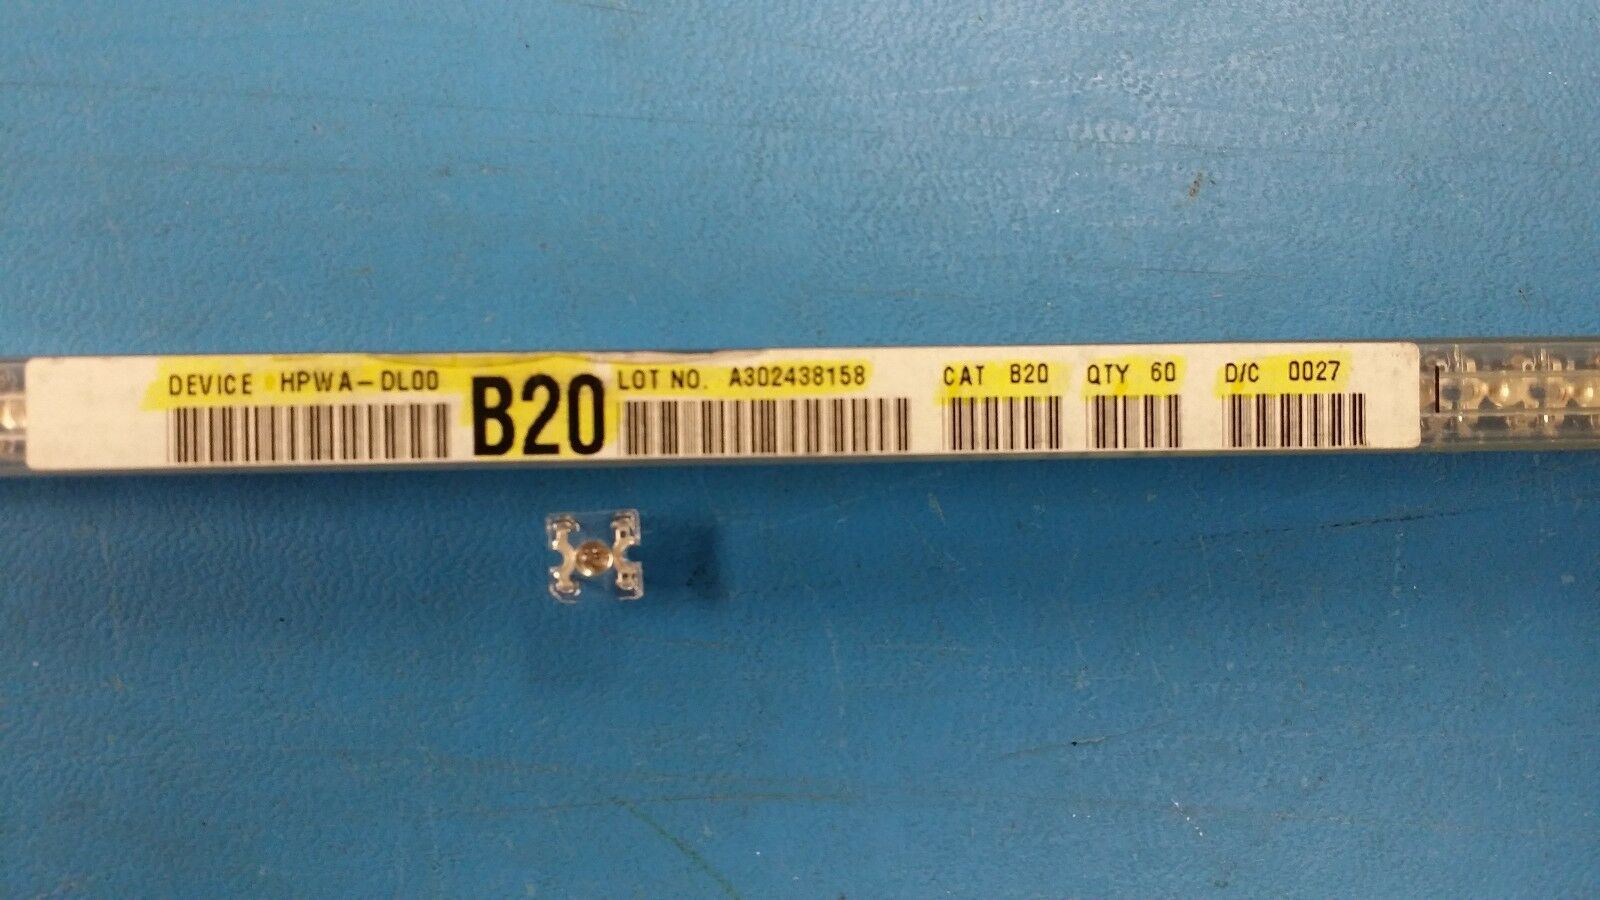 DEVICE HPWA-DL00 B20 LOT NO. A302438158 CAT B20 QTY 60 D/C 0027